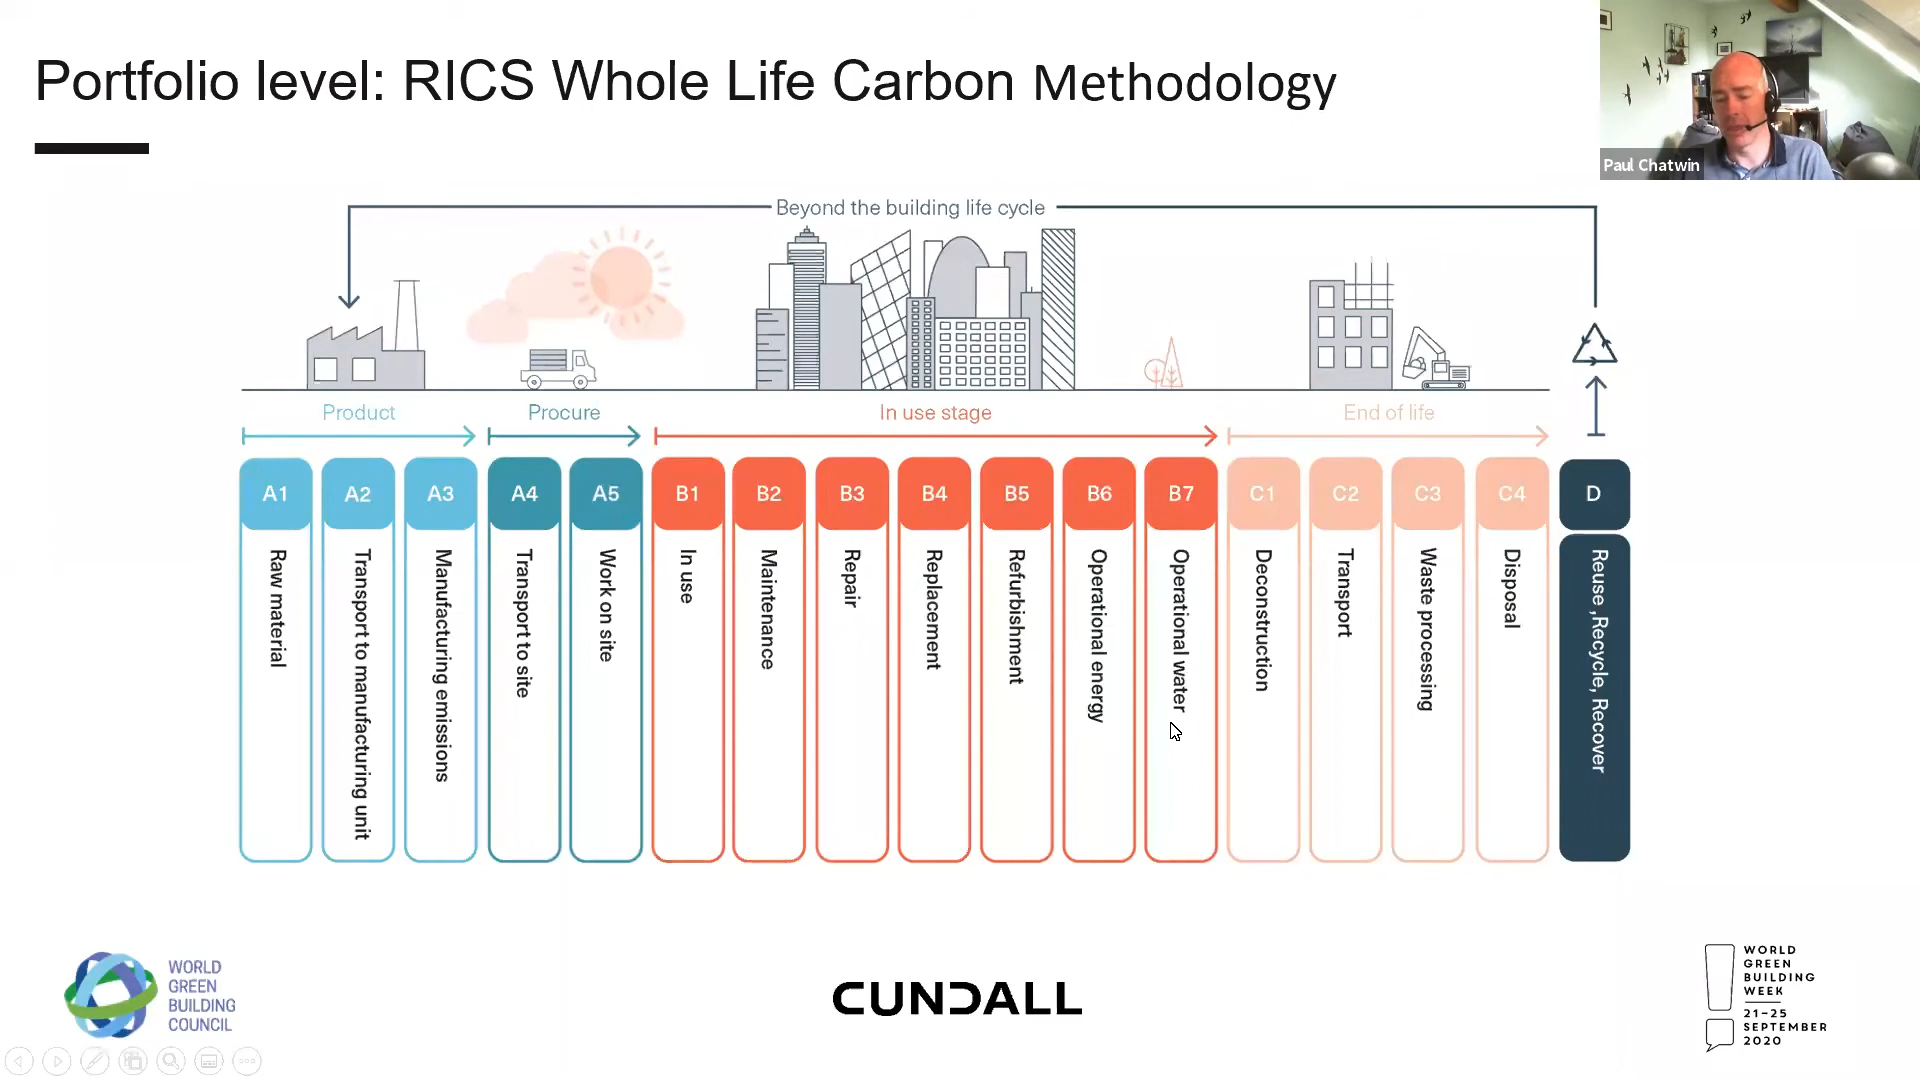 Portfolio level: RICS Whole Life Carbon Methodology
Paul Chatwin
Beyond the building life cycle
Product
Procure
In use stage
End of life
A1
A2
A3
A4
A5
B1
B2
B3
B4
B5
B6
B7
C1
C2
C3
C4
D
Raw material
Transport to manufacturing unit
Manufacturing emissions
Transport to site
Work on site
In use
Maintenance
Repair
Replacement
Refurbishment
Operational energy
Operational water
Deconstruction
Transport
Waste processing
Disposal
Reuse ,Recycle, Recover
WORLD
GREEN
BUILDING
COUNCIL
CUNDALL
WORLD
GREEN
BUILDING
WEEK
21–25
SEPTEMBER
2020